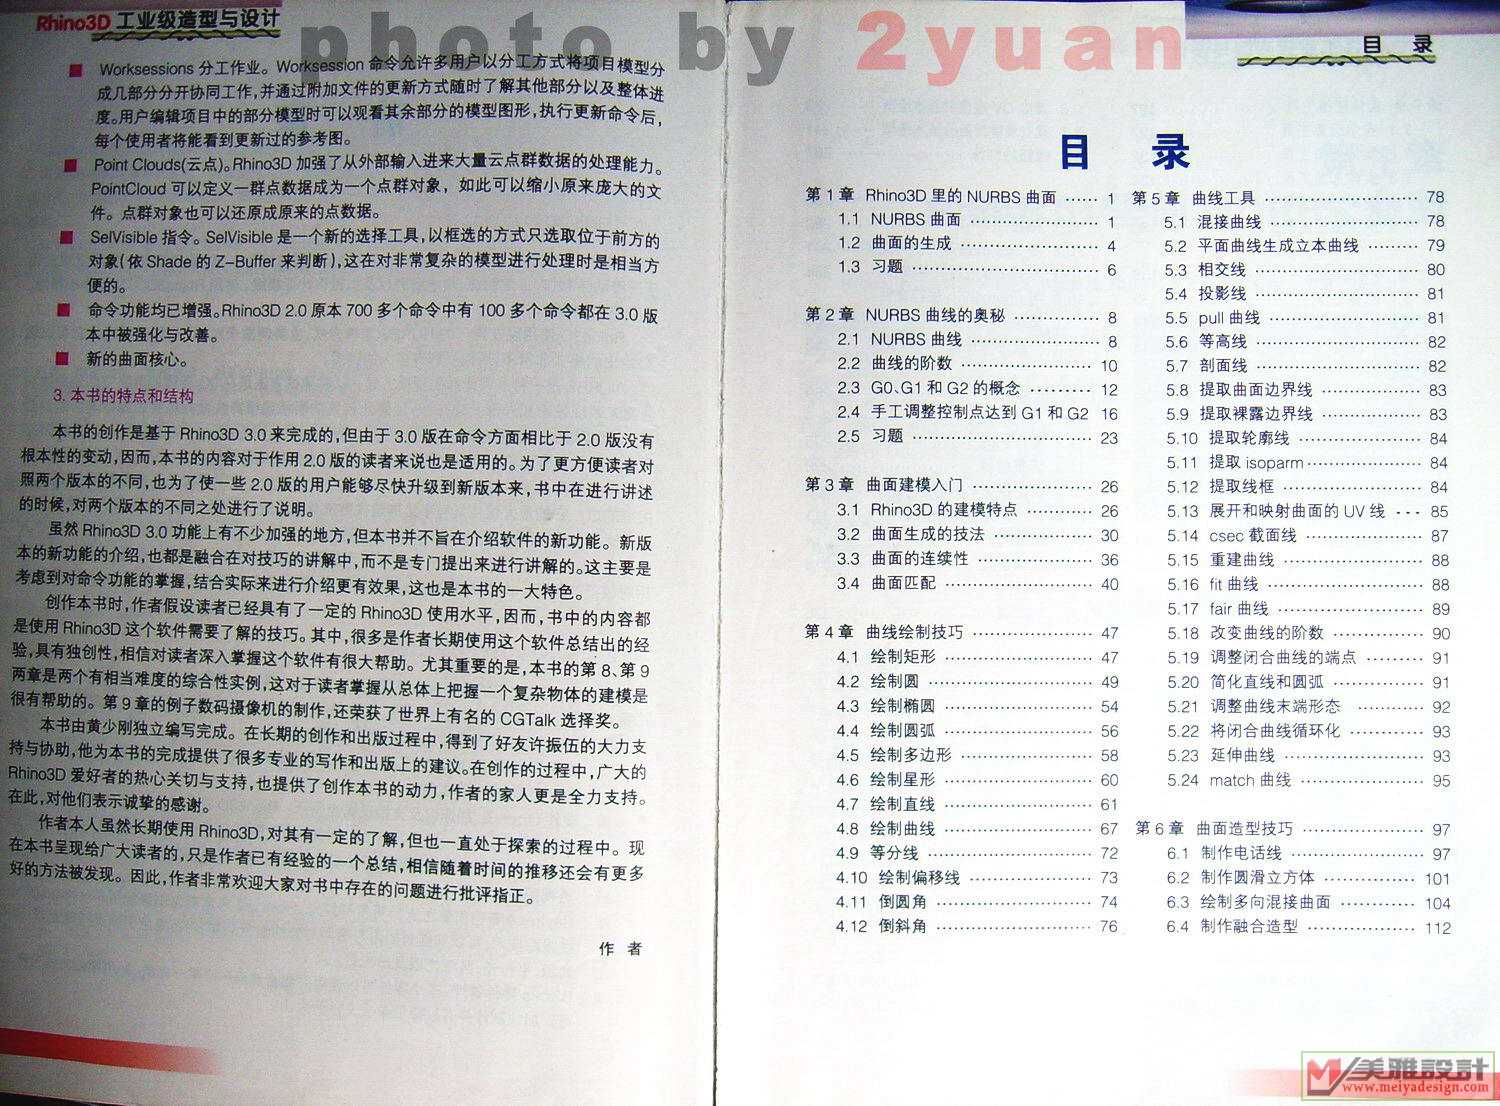 Rhino3D 工业级造型与设计
photo by 2yuan
Worksessions 分工作业。Worksession 命令允许多用户以分工方式将项目模型分
成几部分分开协同工作,并通过附加文件的更新方式随时了解其他部分以及整体进
度。用户编辑项目中的部分模型时可以观看其余部分的模型图形,执行更新命令后,
每个使用者将能看到更新过的参考图。
Point Clouds(云点)。Rhino3D 加强了从外部输入进来大量云点群数据的处理能力。
PointCloud 可以定义一群点数据成为一个点群对象，如此可以缩小原来庞大的文
件。点群对象也可以还原成原来的点数据。
SelVisible 指令。SelVisible 是一个新的选择工具,以框选的方式只选取位于前方的
对象(依 Shade 的 Z-Buffer 来判断),这在对非常复杂的模型进行处理时是相当方
便的。
命令功能均已增强。Rhino3D 2.0 原本 700 多个命令中有 100 多个命令都在 3.0 版
本中被强化与改善。
新的曲面核心。
3. 本书的特点和结构
本书的创作是基于 Rhino3D 3.0 来完成的,但由于 3.0 版在命令方面相比于 2.0 版没有
根本性的变动,因而,本书的内容对于作用 2.0 版的读者来说也是适用的。为了更方便读者对
照两个版本的不同,也为了使一些 2.0 版的用户能够尽快升级到新版本来,书中在进行讲述
的时候,对两个版本的不同之处进行了说明。
虽然 Rhino3D 3.0 功能上有不少加强的地方,但本书并不旨在介绍软件的新功能。新版
本的新功能的介绍,也都是融合在对技巧的讲解中,而不是专门提出来进行讲解的。这主要是
考虑到对命令功能的掌握,结合实际来进行介绍更有效果,这也是本书的一大特色。
创作本书时,作者假设读者已经具有了一定的 Rhino3D 使用水平,因而,书中的内容都
是使用 Rhino3D 这个软件需要了解的技巧。其中,很多是作者长期使用这个软件总结出的经
验,具有独创性,相信对读者深入掌握这个软件有很大帮助。尤其重要的是,本书的第 8、第 9
两章是两个有相当难度的综合性实例,这对于读者掌握从总体上把握一个复杂物体的建模是
很有帮助的。第 9 章的例子数码摄像机的制作,还荣获了世界上有名的 CGTalk 选择奖。
本书由黄少刚独立编写完成。在长期的创作和出版过程中,得到了好友许振伍的大力支
持与协助,他为本书的完成提供了很多专业的写作和出版上的建议。在创作的过程中,广大的
Rhino3D 爱好者的热心关切与支持,也提供了创作本书的动力,作者的家人更是全力支持。
在此,对他们表示诚挚的感谢。
作者本人虽然长期使用 Rhino3D,对其有一定的了解,但也一直处于探索的过程中。现
在本书呈现给广大读者的,只是作者已有经验的一个总结,相信随着时间的推移还会有更多
好的方法被发现。因此,作者非常欢迎大家对书中存在的问题进行批评指正。
作 者
目 录
目 录
第 1 章 Rhino3D 里的 NURBS 曲面 ······ 1
1.1 NURBS 曲面 ······ 1
1.2 曲面的生成 ······ 4
1.3 习题 ······ 6
第 2 章 NURBS 曲线的奥秘 ······ 8
2.1 NURBS 曲线 ······ 8
2.2 曲线的阶数 ······ 10
2.3 G0、G1 和 G2 的概念 ······ 12
2.4 手工调整控制点达到 G1 和 G2 16
2.5 习题 ······ 23
第 3 章 曲面建模入门 ······ 26
3.1 Rhino3D 的建模特点 ······ 26
3.2 曲面生成的技法 ······ 30
3.3 曲面的连续性 ······ 36
3.4 曲面匹配 ······ 40
第 4 章 曲线绘制技巧 ······ 47
4.1 绘制矩形 ······ 47
4.2 绘制圆 ······ 49
4.3 绘制椭圆 ······ 54
4.4 绘制圆弧 ······ 56
4.5 绘制多边形 ······ 58
4.6 绘制星形 ······ 60
4.7 绘制直线 ······ 61
4.8 绘制曲线 ······ 67
4.9 等分线 ······ 72
4.10 绘制偏移线 ······ 73
4.11 倒圆角 ······ 74
4.12 倒斜角 ······ 76
第 5 章 曲线工具 ······ 78
5.1 混接曲线 ······ 78
5.2 平面曲线生成立本曲线 ······ 79
5.3 相交线 ······ 80
5.4 投影线 ······ 81
5.5 pull 曲线 ······ 81
5.6 等高线 ······ 82
5.7 剖面线 ······ 82
5.8 提取曲面边界线 ······ 83
5.9 提取裸露边界线 ······ 83
5.10 提取轮廓线 ······ 84
5.11 提取 isoparm ······ 84
5.12 提取线框 ······ 84
5.13 展开和映射曲面的 UV 线 --- 85
5.14 csec 截面线 ······ 87
5.15 重建曲线 ······ 88
5.16 fit 曲线 ······ 88
5.17 fair 曲线 ······ 89
5.18 改变曲线的阶数 ······ 90
5.19 调整闭合曲线的端点 ······ 91
5.20 简化直线和圆弧 ······ 91
5.21 调整曲线末端形态 ······ 92
5.22 将闭合曲线循环化 ······ 93
5.23 延伸曲线 ······ 93
5.24 match 曲线 ······ 95
第 6 章 曲面造型技巧 ······ 97
6.1 制作电话线 ······ 97
6.2 制作圆滑立方体 ······ 101
6.3 绘制多向混接曲面 ······ 104
6.4 制作融合造型 ······ 112
美雅設計
www.meiyadesign.com